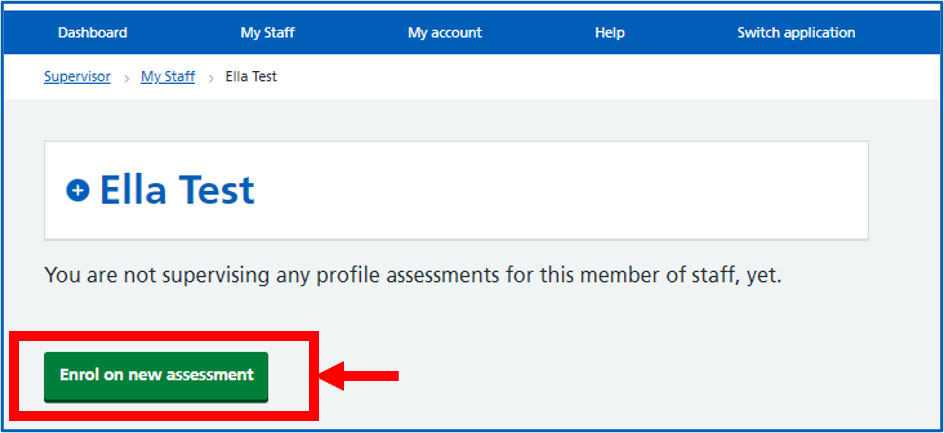 Dashboard My Staff My account Help Switch application
Supervisor > My Staff > Ella Test
Ella Test
You are not supervising any profile assessments for this member of staff, yet.
Enrol on new assessment